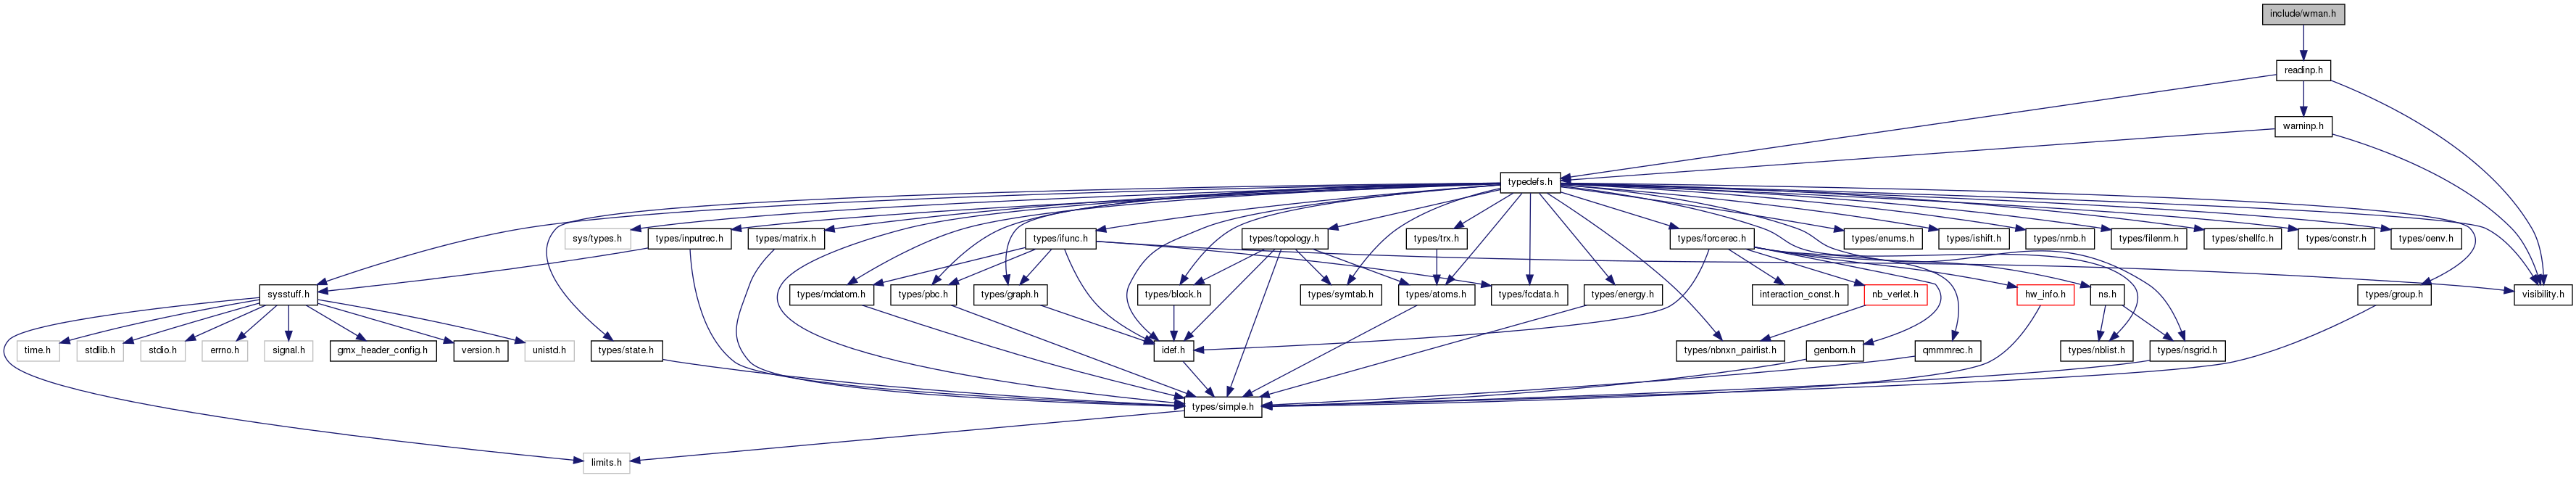 include/wman.h
readinp.h
warninp.h
typedefs.h
sys/types.h
types/inputrec.h
types/matrix.h
types/ifunc.h
types/topology.h
types/trx.h
types/forcerec.h
types/enums.h
types/ishift.h
types/nrnb.h
types/filenm.h
types/shellfc.h
types/constr.h
types/oenv.h
sysstuff.h
types/mdatom.h
types/pbc.h
types/graph.h
types/block.h
types/symtab.h
types/atoms.h
types/fcdata.h
types/energy.h
interaction_const.h
nb_verlet.h
hw_info.h
ns.h
types/group.h
visibility.h
time.h
stdlib.h
stdio.h
errno.h
signal.h
gmx_header_config.h
version.h
unistd.h
types/state.h
idef.h
types/nbnxn_pairlist.h
genborn.h
qmmmrec.h
types/nblist.h
types/nsgrid.h
types/simple.h
limits.h